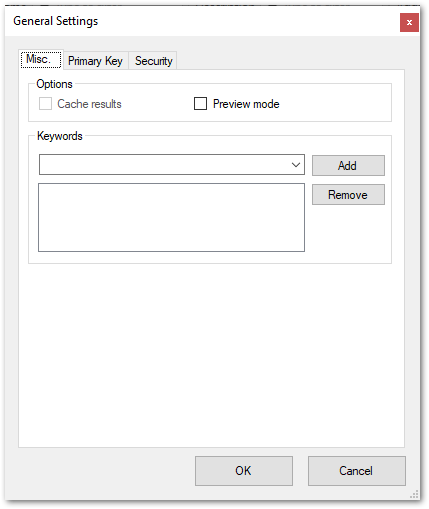 General Settings
x
Misc. Primary Key Security
Options
Cache results Preview mode
Keywords
Add
Remove
OK Cancel